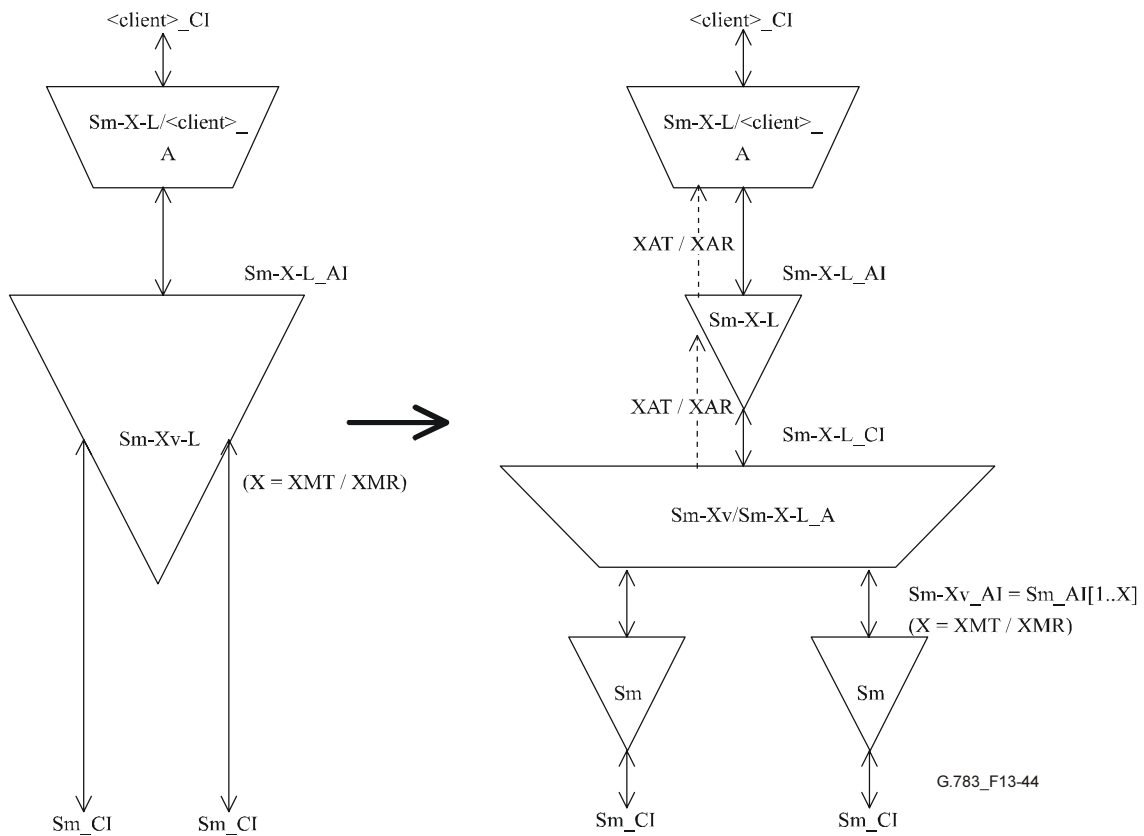 <client>_CI
Sm-X-L/<client>_
A
Sm-X-L_AI
Sm-Xv-L
(X = XMT / XMR)
Sm_CI
Sm_CI
<client>_CI
Sm-X-L/<client>_
A
XAT / XAR
Sm-X-L_AI
Sm-X-L
XAT / XAR
Sm-X-L_CI
Sm-Xv/Sm-X-L_A
Sm-Xv_AI = Sm_AI[1..X]
(X = XMT / XMR)
Sm
Sm
G.783_F13-44
Sm_CI
Sm_CI